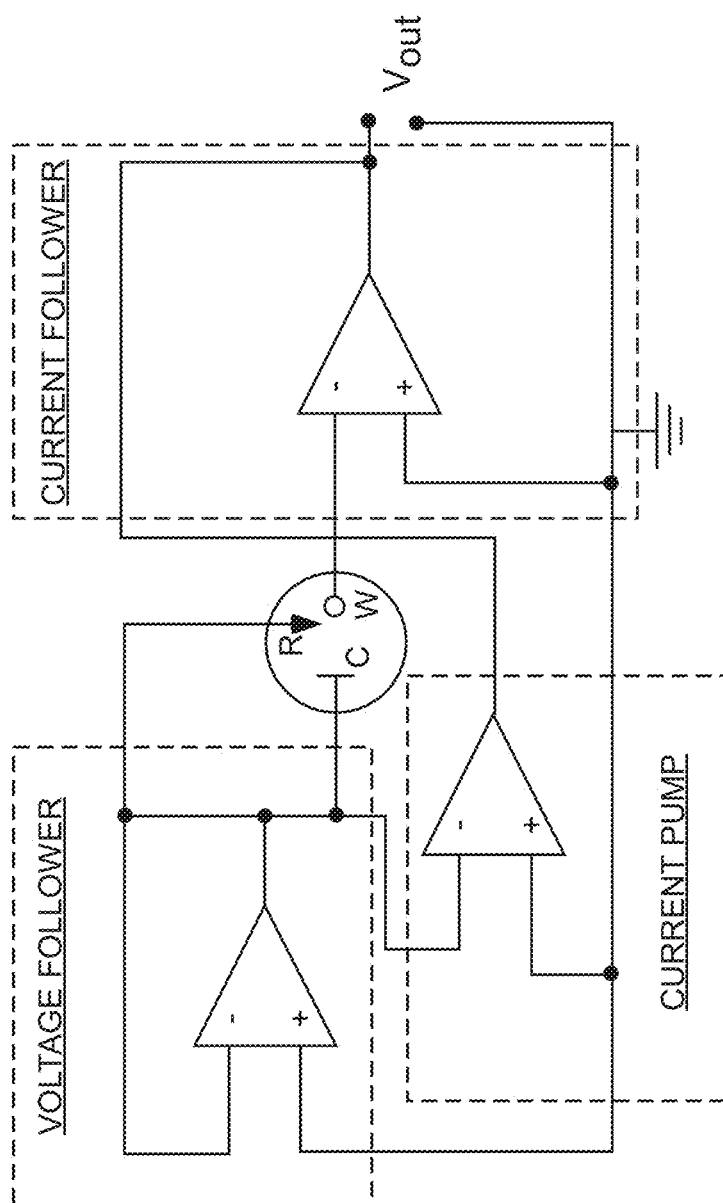 VOLTAGE FOLLOWER
CURRENT FOLLOWER
CURRENT PUMP
R
C
W
Vout
-
+
-
+
-
+